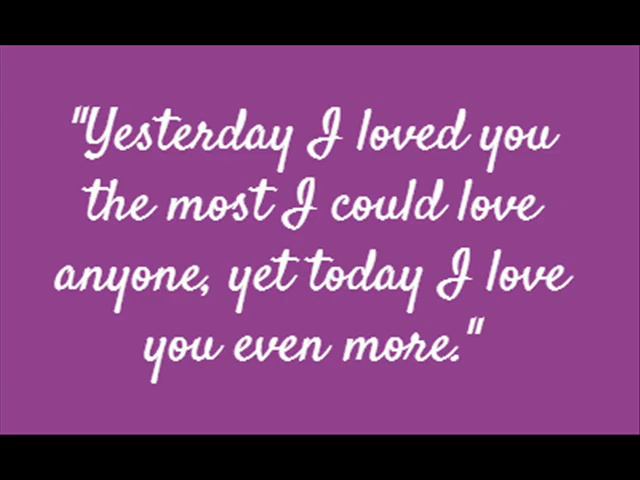 "Yesterday I loved you
the most I could love
anyone, yet today I love
you even more."